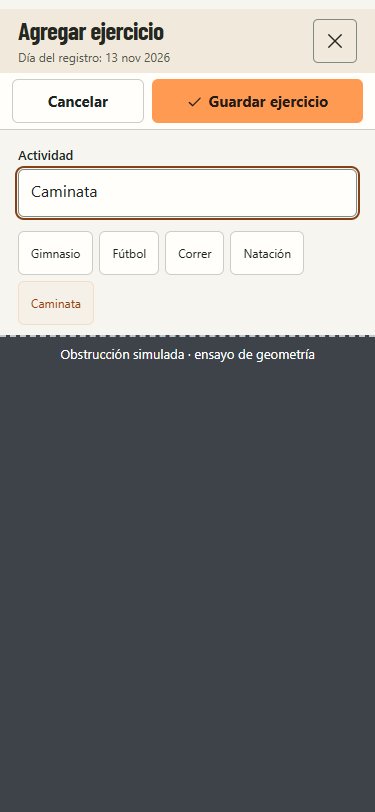 Agregar ejercicio
Día del registro: 13 nov 2026
Cancelar
Guardar ejercicio
Actividad
Caminata
Gimnasio
Fútbol
Correr
Natación
Caminata
Obstrucción simulada · ensayo de geometría